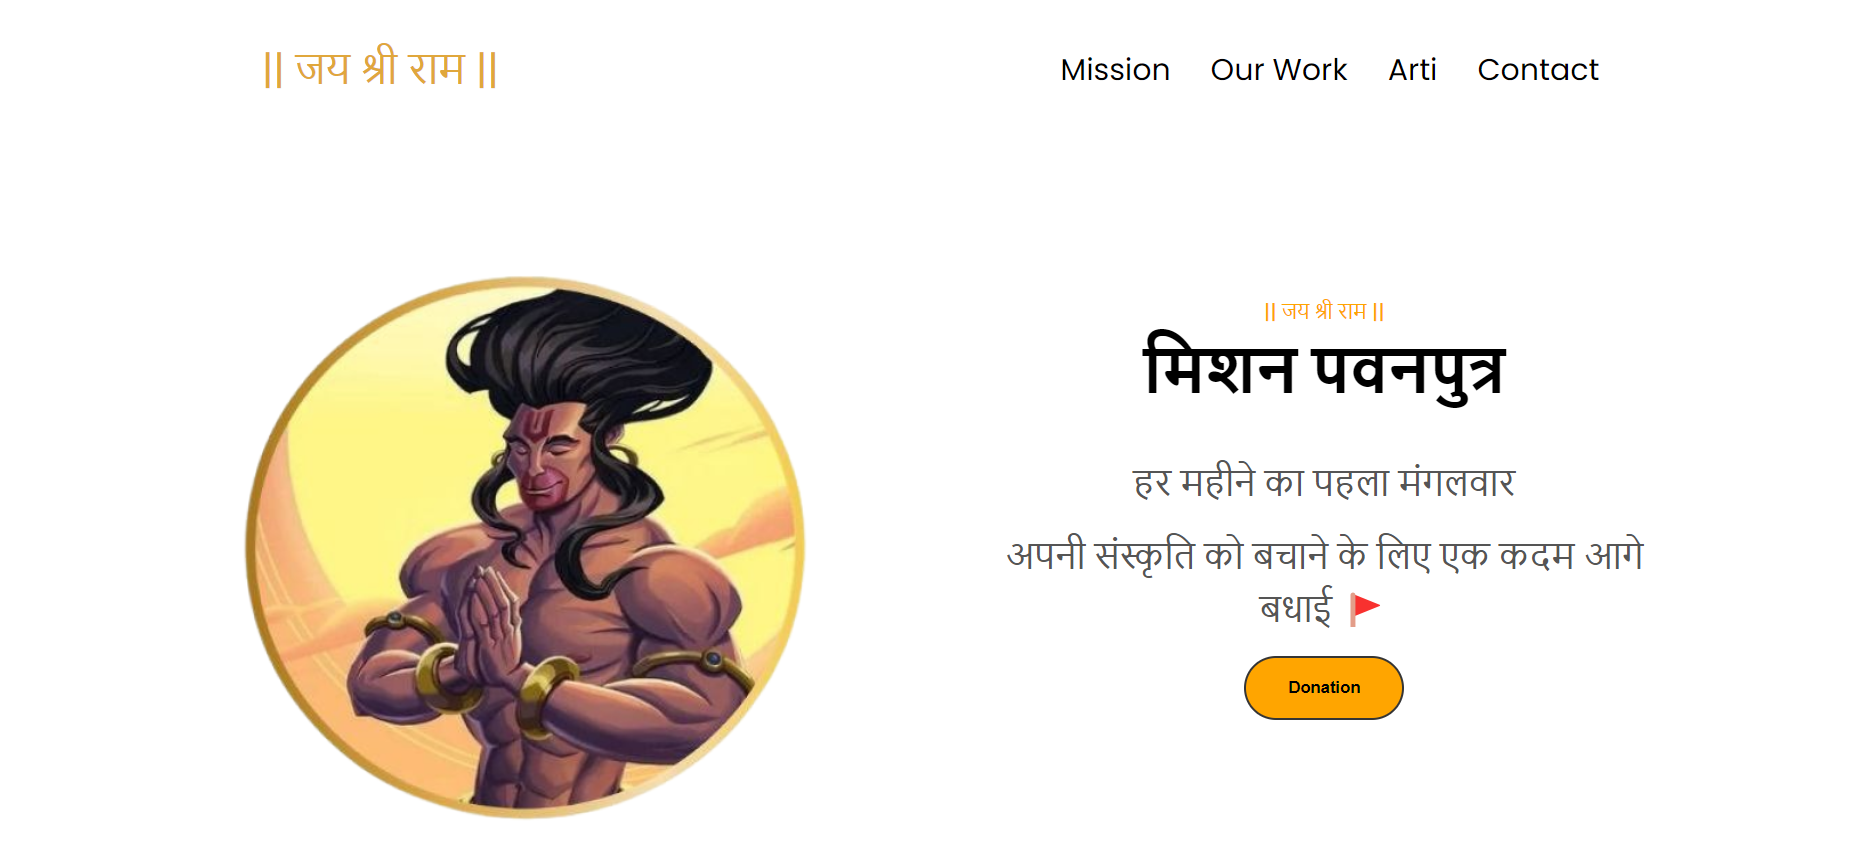 || जय श्री राम ||
Mission Our Work Arti Contact
|| जय श्री राम ||
मिशन पवनपुत्र
हर महीने का पहला मंगलवार
अपनी संस्कृति को बचाने के लिए एक कदम आगे
बधाई 🚩
Donation